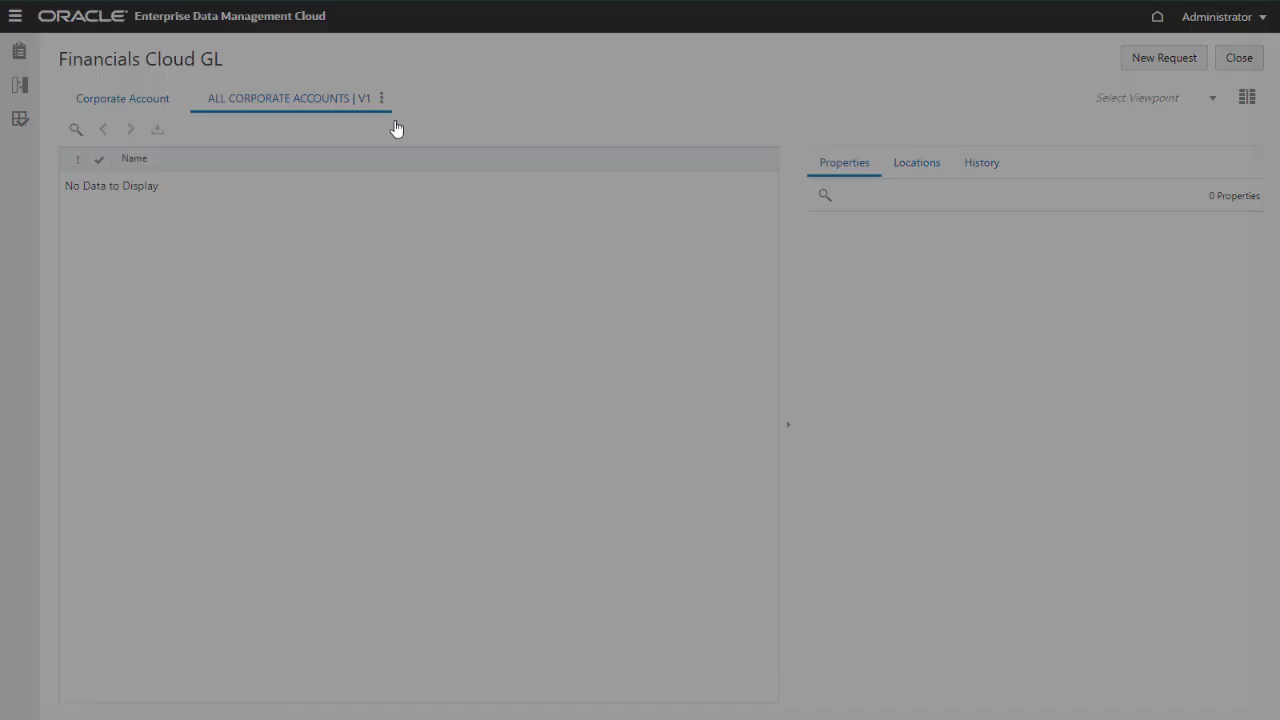 ORACLE® Enterprise Data Management Cloud
Administrator
Financials Cloud GL
New Request
Close
Corporate Account
ALL CORPORATE ACCOUNTS | V1
Select Viewpoint
! Name
No Data to Display
Properties
Locations
History
0 Properties